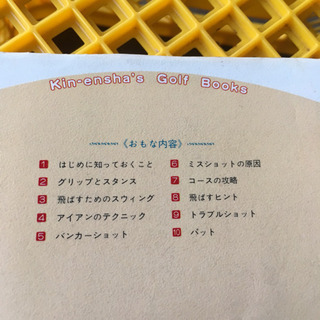 Kin-ensha's Golf Books
《おもな内容》
1 はじめに知っておくこと
2 グリップとスタンス
3 飛ばすためのスウィング
4 アイアンのテクニック
5 バンカーショット
6 ミスショットの原因
7 コースの攻略
8 飛ばすヒント
9 トラブルショット
10 パット